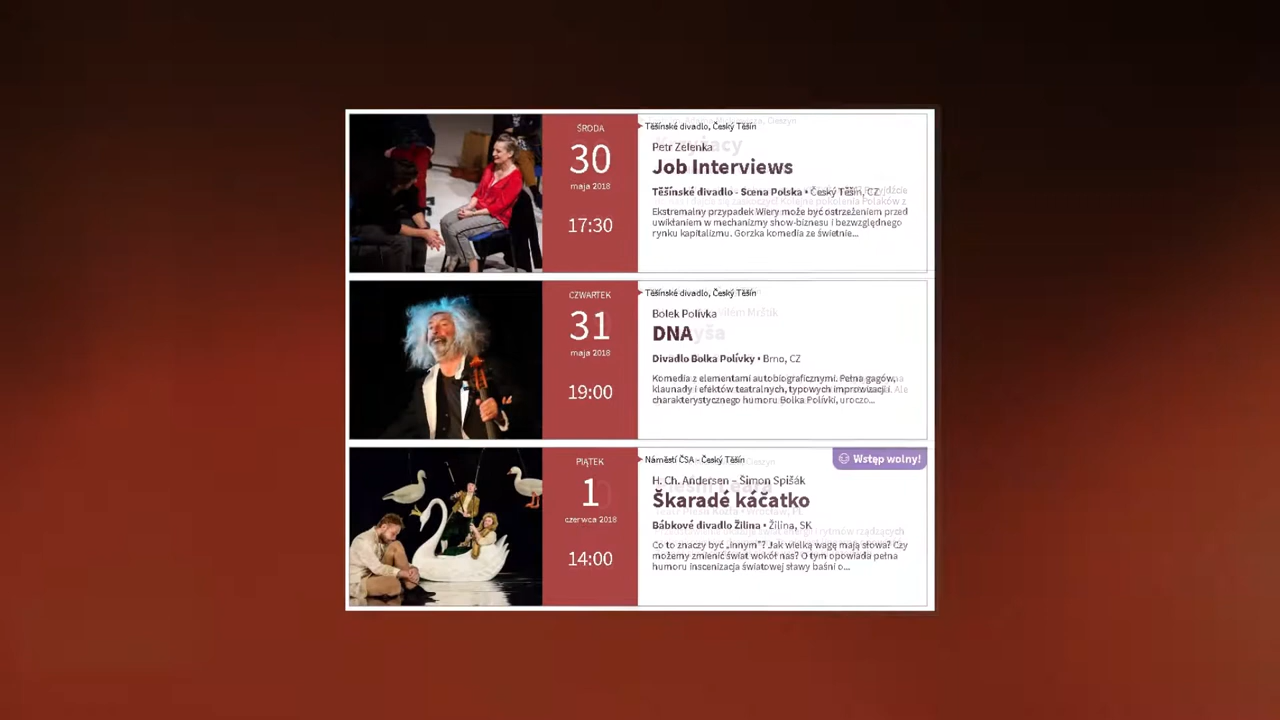 ŚRODA
30
maja 2018
17:30
Těšínské divadlo, Český Těšín
Petr Zelenka
Job Interviews
Těšínské divadlo - Scena Polska • Český Těšín, CZ
Ekstremalny przypadek Wiery może być ostrzeżeniem przed
uwikłaniem w mechanizmy show-biznesu i bezwzględnego
rynku kapitalizmu. Gorzka komedia ze świetnie...
CZWARTEK
31
maja 2018
19:00
Těšínské divadlo, Český Těšín
Bolek Polívka
DNA
Divadlo Bolka Polívky • Brno, CZ
Komedia z elementami autobiograficznymi. Pełna gagów,
klaunady i efektów teatralnych, typowych improwizacji i
charakterystycznego humoru Bolka Polívki, uroczo...
PIĄTEK
1
czerwca 2018
14:00
Náměstí ČSA - Český Těšín
Wstęp wolny!
H. Ch. Andersen – Šimon Spišák
Škaradé káčatko
Bábkové divadlo Žilina • Žilina, SK
Co to znaczy być „innym”? Jak wielką wagę mają słowa? Czy
możemy zmienić świat wokół nas? O tym opowiada pełna
humoru inscenizacja światowej sławy baśni o...